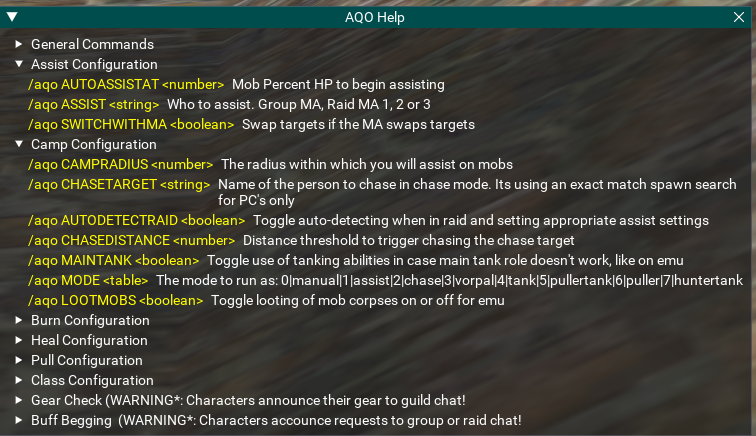 AQO Help
General Commands
Assist Configuration
/aqo AUTOASSISTAT <number> Mob Percent HP to begin assisting
/aqo ASSIST <string> Who to assist. Group MA, Raid MA 1, 2 or 3
/aqo SWITCHWITHMA <boolean> Swap targets if the MA swaps targets
Camp Configuration
/aqo CAMPRADIUS <number> The radius within which you will assist on mobs
/aqo CHASETARGET <string> Name of the person to chase in chase mode. Its using an exact match spawn search
for PC's only
/aqo AUTODETECTRAID <boolean> Toggle auto-detecting when in raid and setting appropriate assist settings
/aqo CHASEDISTANCE <number> Distance threshold to trigger chasing the chase target
/aqo MAINTANK <boolean> Toggle use of tanking abilities in case main tank role doesn't work, like on emu
/aqo MODE <table> The mode to run as: 0|manual|1|assist|2|chase|3|vorpal|4|tank|5|pullertank|6|puller|7|huntertank
/aqo LOOTMOBS <boolean> Toggle looting of mob corpses on or off for emu
Burn Configuration
Heal Configuration
Pull Configuration
Class Configuration
Gear Check (WARNING*: Characters announce their gear to guild chat!
Buff Begging (WARNING*: Characters accounce requests to group or raid chat!